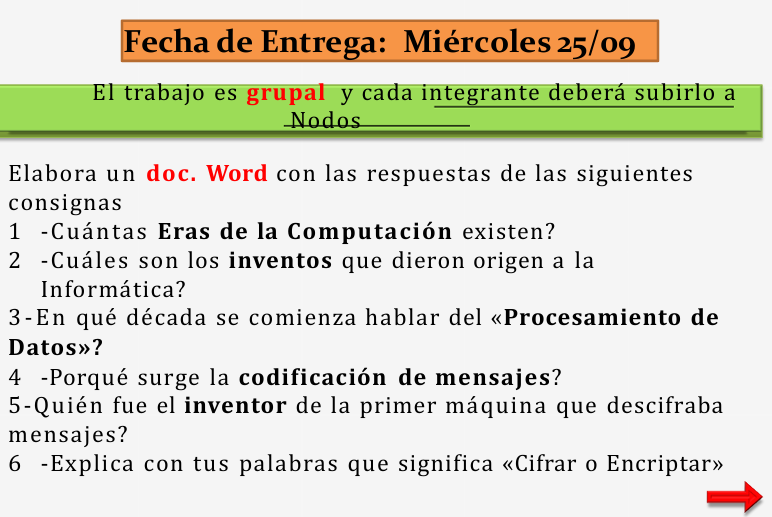 Fecha de Entrega: Miércoles 25/09
El trabajo es grupal y cada integrante deberá subirlo a
Nodos
Elabora un doc. Word con las respuestas de las siguientes
consignas
1 -Cuántas Eras de la Computación existen?
2 -Cuáles son los inventos que dieron origen a la
Informática?
3-En qué década se comienza hablar del «Procesamiento de
Datos»?
4 -Porqué surge la codificación de mensajes?
5-Quién fue el inventor de la primer máquina que descifraba
mensajes?
6 -Explica con tus palabras que significa «Cifrar o Encriptar»